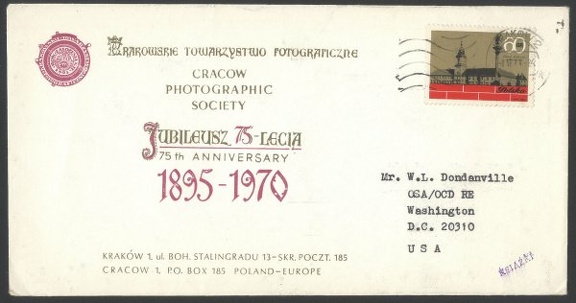 KRAKOWSKIE TOWARZYSTWO FOTOGRAFICZNE
CRACOW
PHOTOGRAPHIC
SOCIETY
JUBILEUSZ 75-LECIA
75th ANNIVERSARY
1895-1970
KRAKÓW 1, ul. BOH. STALINGRADU 13-SKR. POCZT. 185
CRACOW 1, P.O. BOX 185 POLAND-EUROPE
60
Polska
Mr. W.L. Dondanville
OSA/OCD RE
Washington
D.C. 20310
U S A